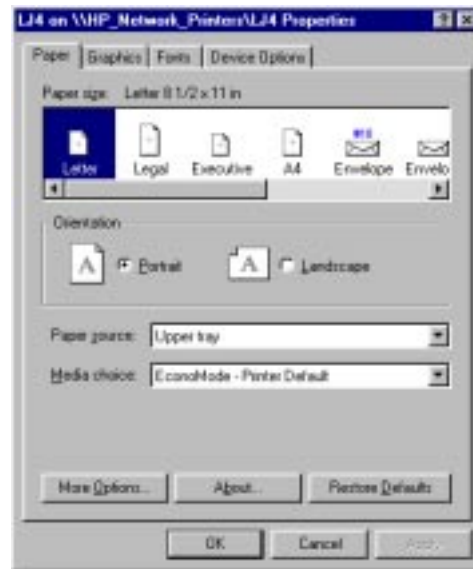 LJ4 on \\HP_Network_Printers\LJ4 Properties
Paper Graphics Fonts Device Options
Paper size: Letter 8 1/2 x 11 in
Letter Legal Executive A4 Envelope Envelo
Orientation
A Portrait A Landscape
Paper source: Upper tray
Media choice: EconoMode - Printer Default
More Options... About... Restore Defaults
OK Cancel Apply